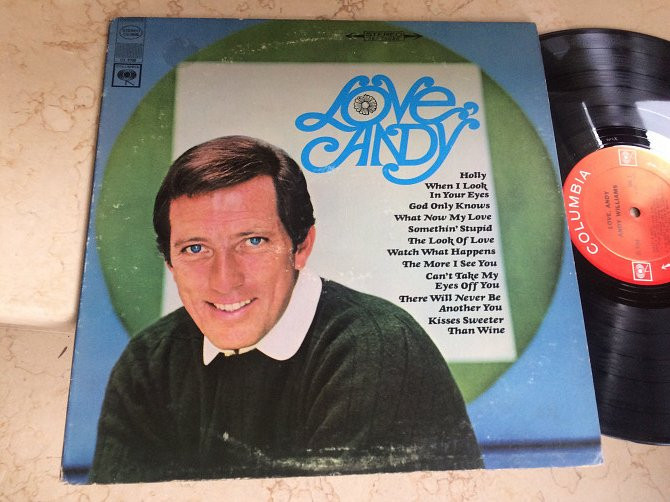 STEREO
LOVE,
ANDY
Holly
When I Look
In Your Eyes
God Only Knows
What Now My Love
Somethin' Stupid
The Look Of Love
Watch What Happens
The More I See You
Can't Take My
Eyes Off You
There Will Never Be
Another You
Kisses Sweeter
Than Wine
COLUMBIA
COLUMBIA
LOVE, ANDY
ANDY WILLIAMS